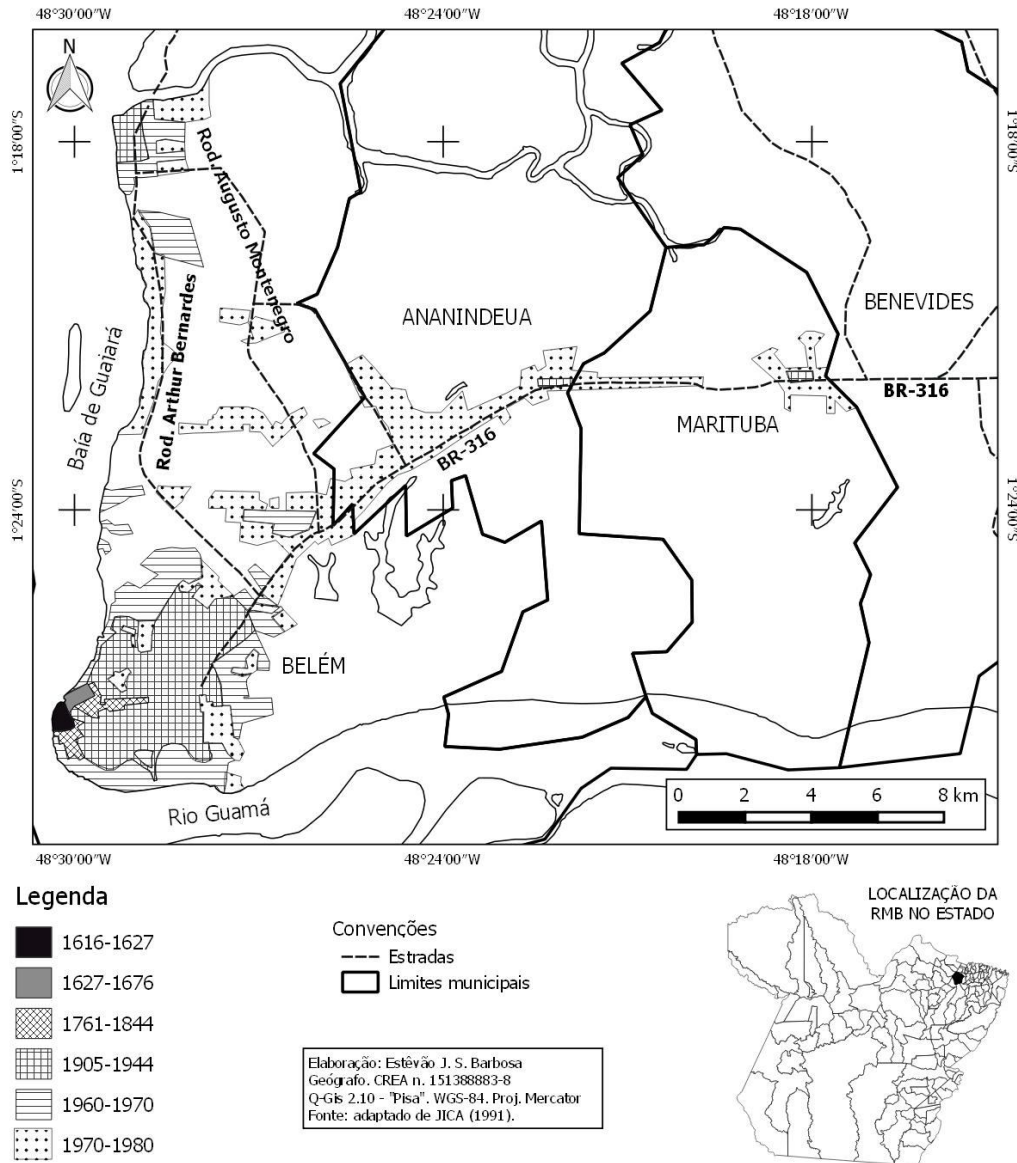 48°30'00"W
48°24'00"W
48°18'00"W
N
1°18'00"S
1°18'00"S
Rod. Augusto Montenegro
BENEVIDES
ANANINDEUA
Baía de Guajará
Rod. Arthur Bernardes
BR-316
MARITUBA
BR-316
1°24'00"S
1°24'00"S
BELÉM
Rio Guamá
0 2 4 6 8 km
48°30'00"W
48°24'00"W
48°18'00"W
Legenda
1616-1627
1627-1676
1761-1844
1905-1944
1960-1970
1970-1980
Convenções
Estradas
Limites municipais
Elaboração: Estêvão J. S. Barbosa
Geógrafo. CREA n. 151388883-8
Q-Gis 2.10 - "Pisa". WGS-84. Proj. Mercator
Fonte: adaptado de JICA (1991).
LOCALIZAÇÃO DA
RMB NO ESTADO